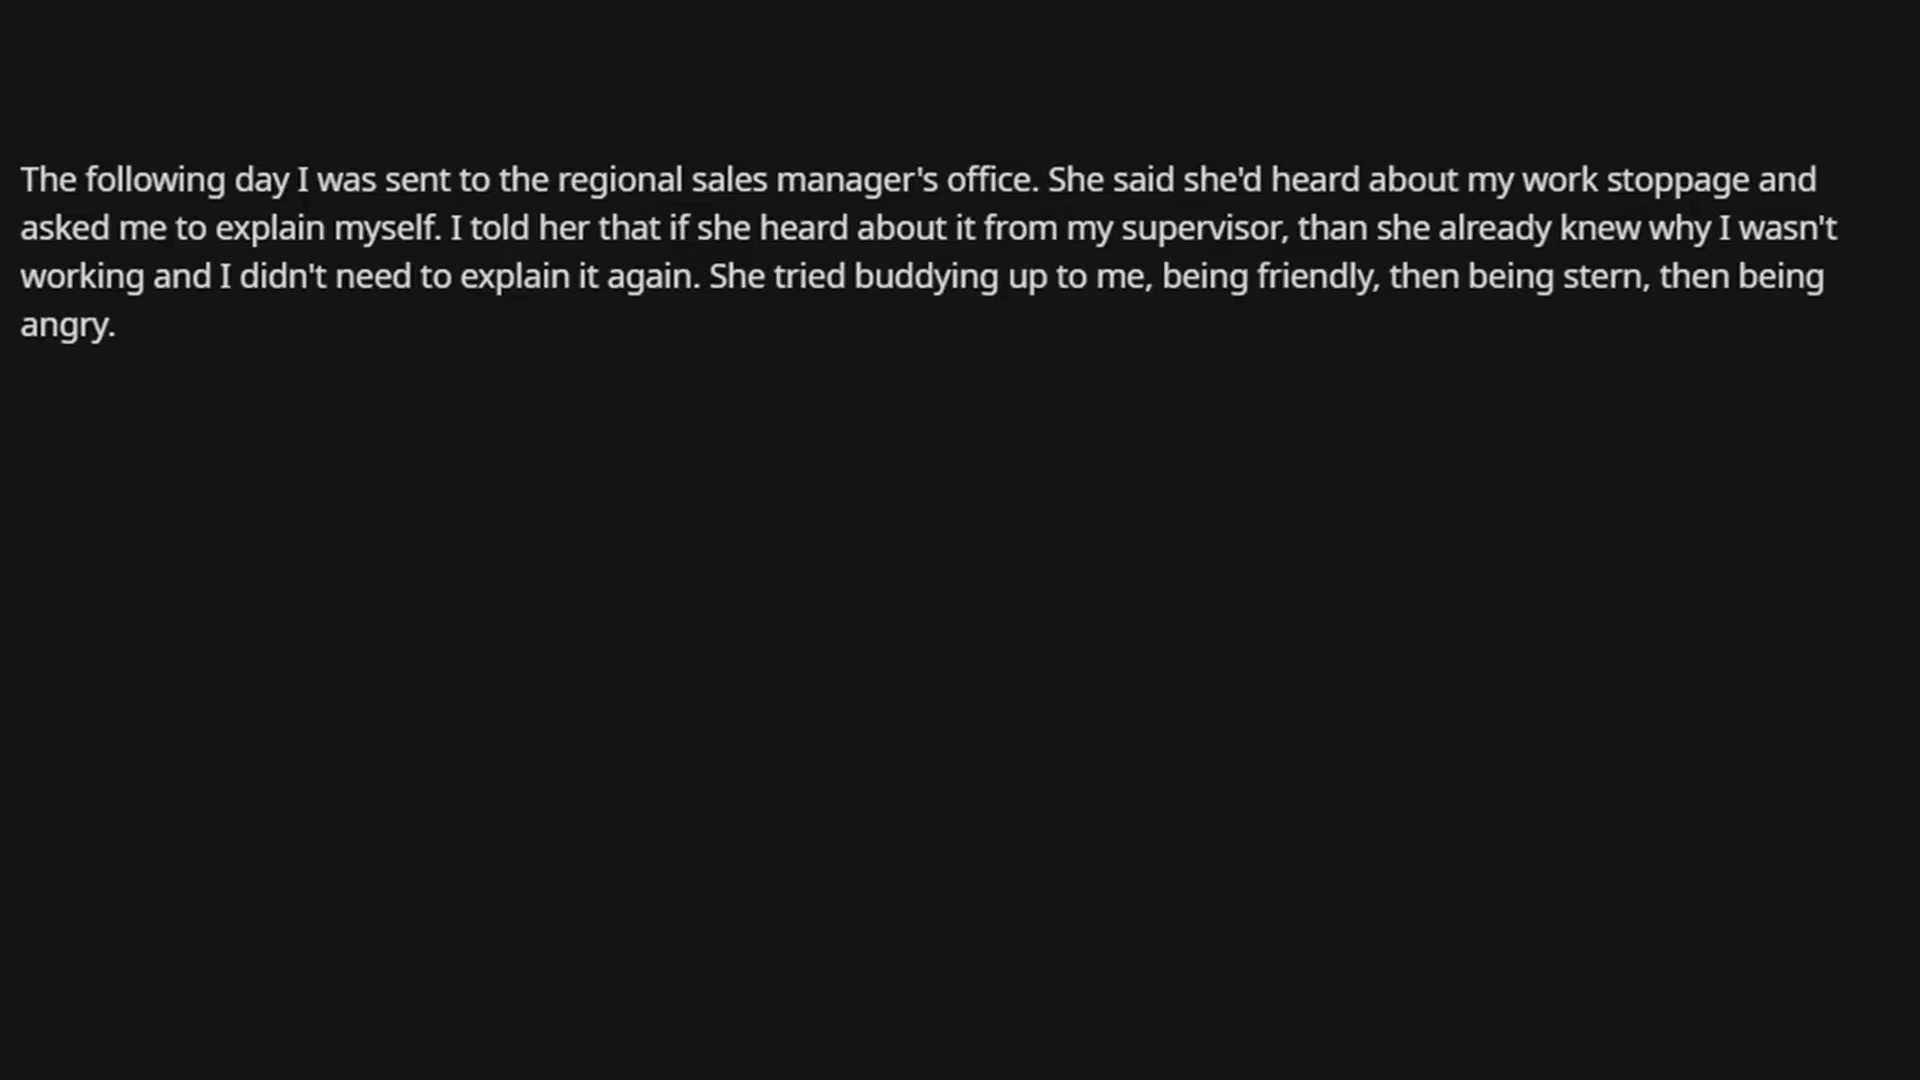 The following day I was sent to the regional sales manager's office. She said she'd heard about my work stoppage and
asked me to explain myself. I told her that if she heard about it from my supervisor, than she already knew why I wasn't
working and I didn't need to explain it again. She tried buddying up to me, being friendly, then being stern, then being
angry.